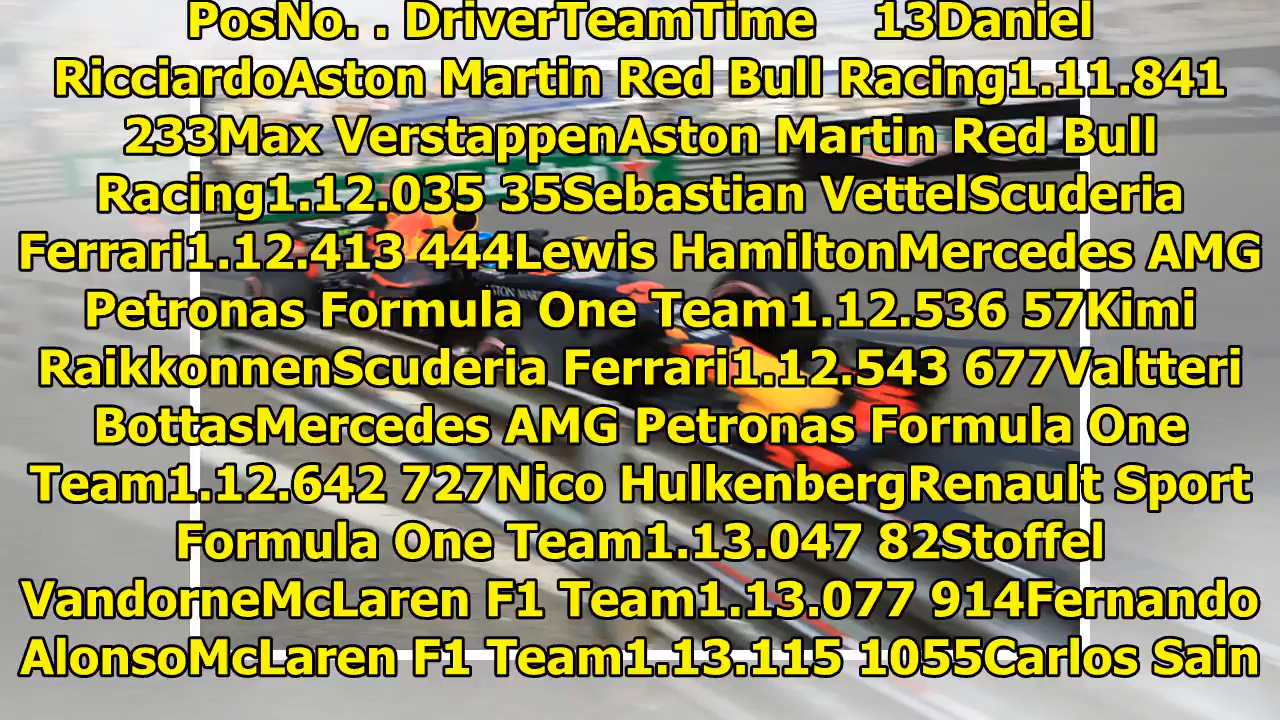 PosNo. . DriverTeamTime 13Daniel
RicciardoAston Martin Red Bull Racing1.11.841
233Max VerstappenAston Martin Red Bull
Racing1.12.035 35Sebastian VettelScuderia
Ferrari1.12.413 444Lewis HamiltonMercedes AMG
Petronas Formula One Team1.12.536 57Kimi
RaikkonnenScuderia Ferrari1.12.543 677Valtteri
BottasMercedes AMG Petronas Formula One
Team1.12.642 727Nico HulkenbergRenault Sport
Formula One Team1.13.047 82Stoffel
VandorneMcLaren F1 Team1.13.077 914Fernando
AlonsoMcLaren F1 Team1.13.115 1055Carlos Sain